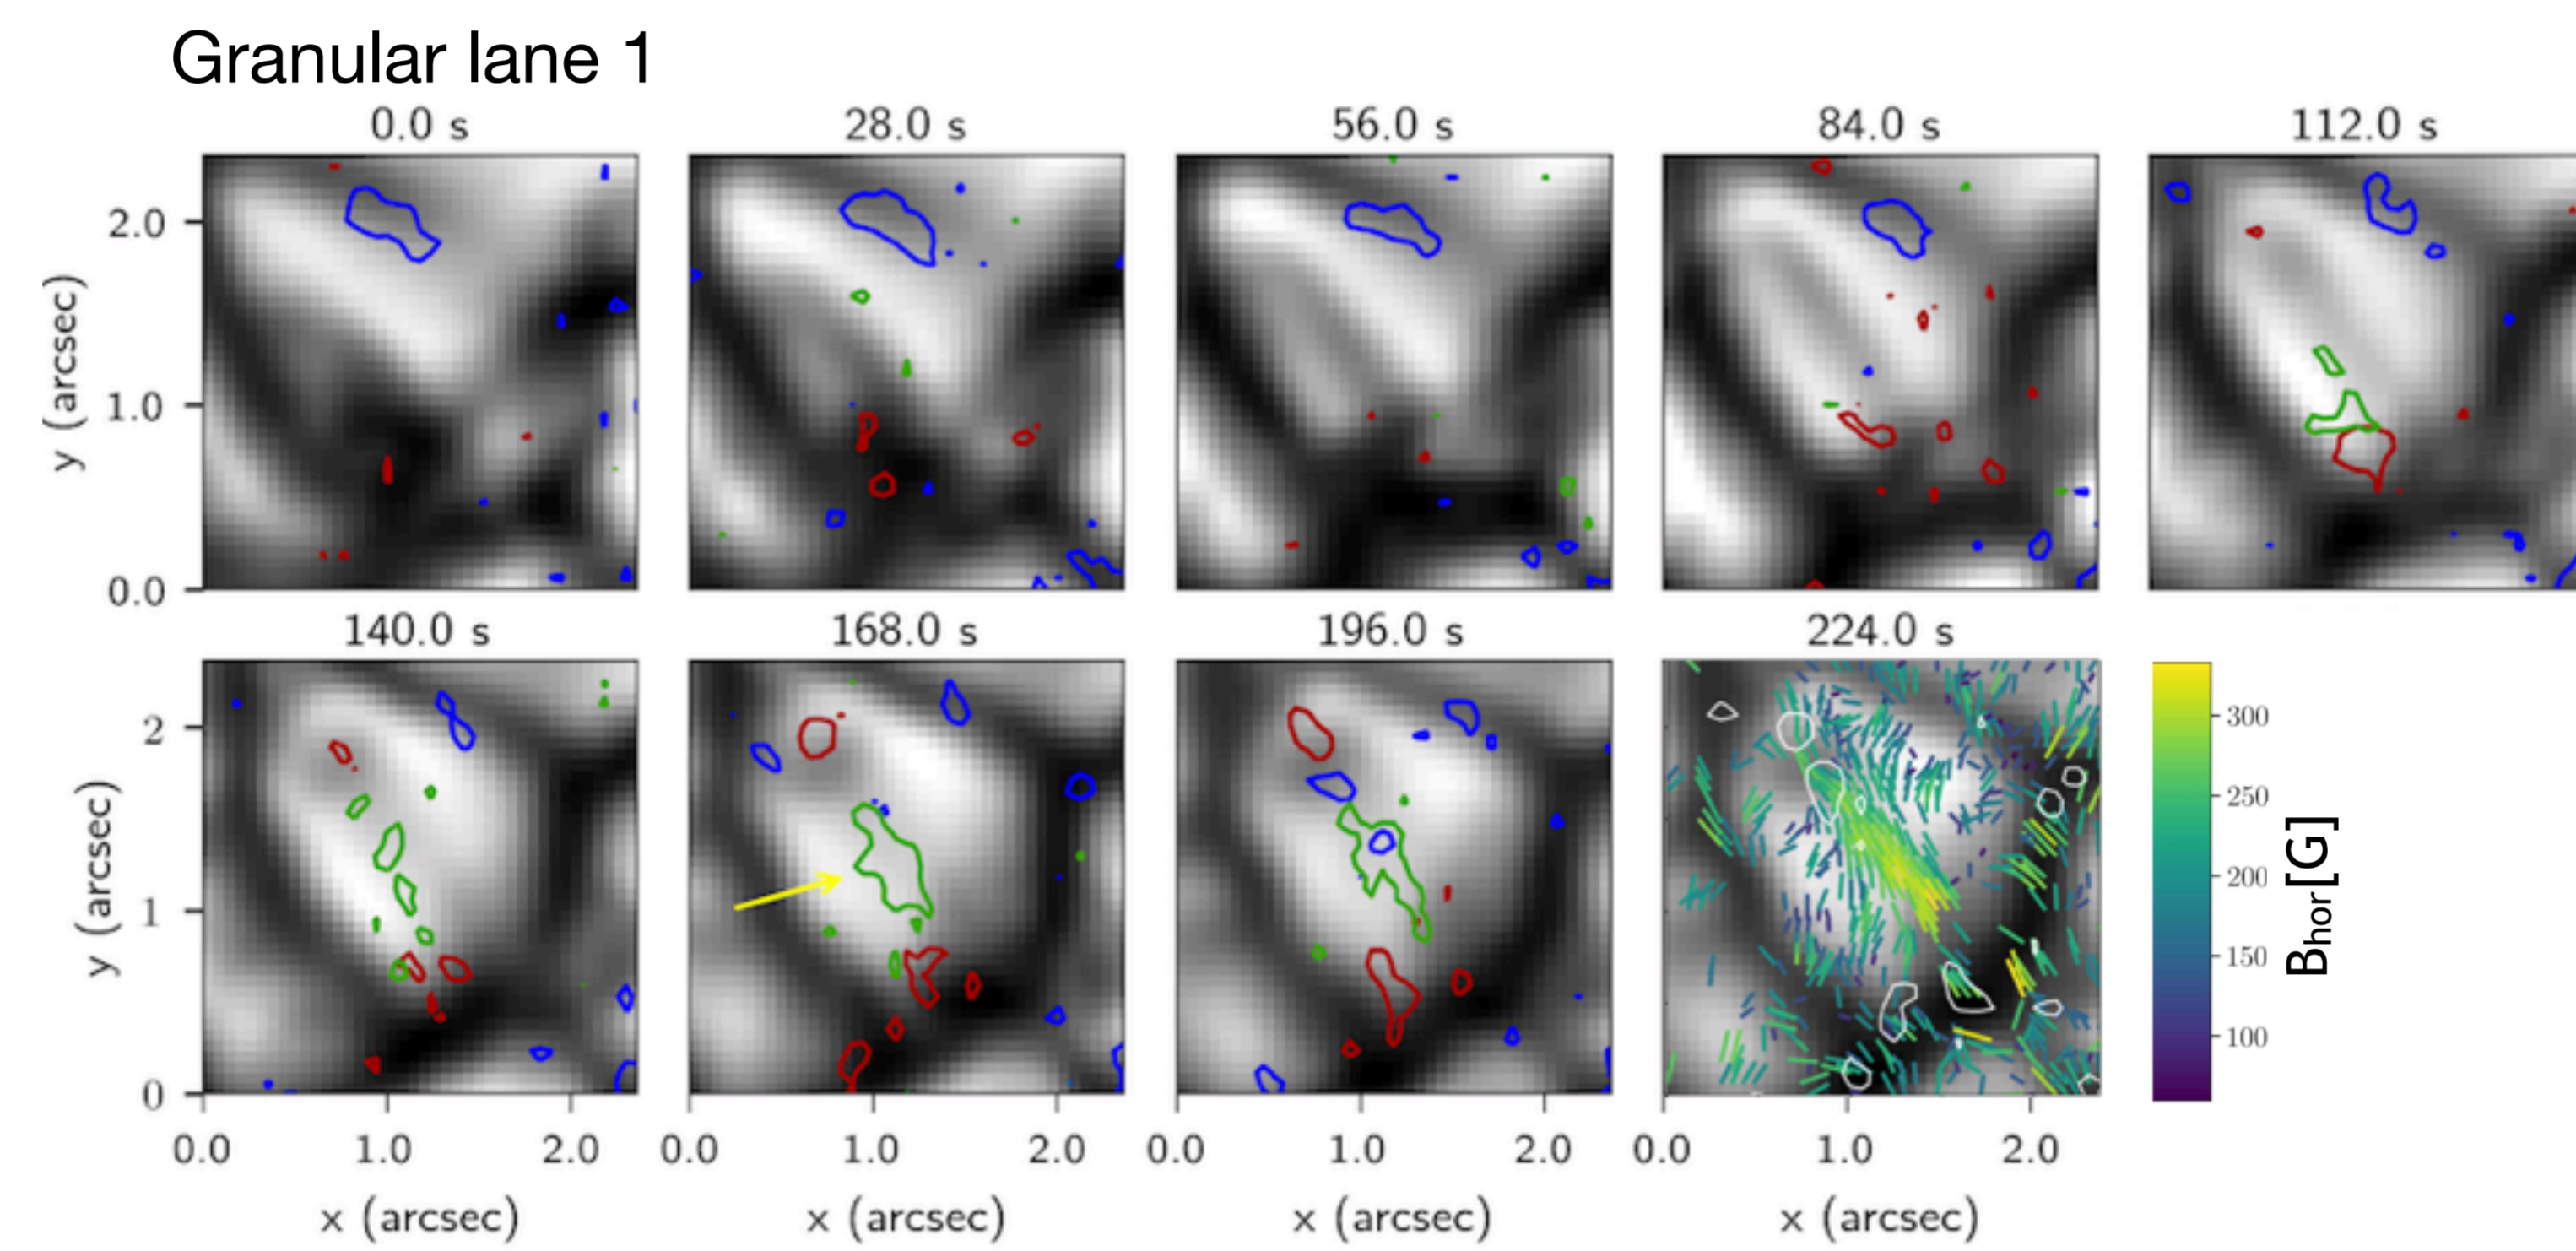 Granular lane 1
0.0 s
28.0 s
56.0 s
84.0 s
112.0 s
y (arcsec)
2.0
1.0
0.0
140.0 s
168.0 s
196.0 s
224.0 s
y (arcsec)
2
1
0
0.0 1.0 2.0
0.0 1.0 2.0
0.0 1.0 2.0
0.0 1.0 2.0
x (arcsec)
x (arcsec)
x (arcsec)
x (arcsec)
300
250
200
150
100
Bhor[G]